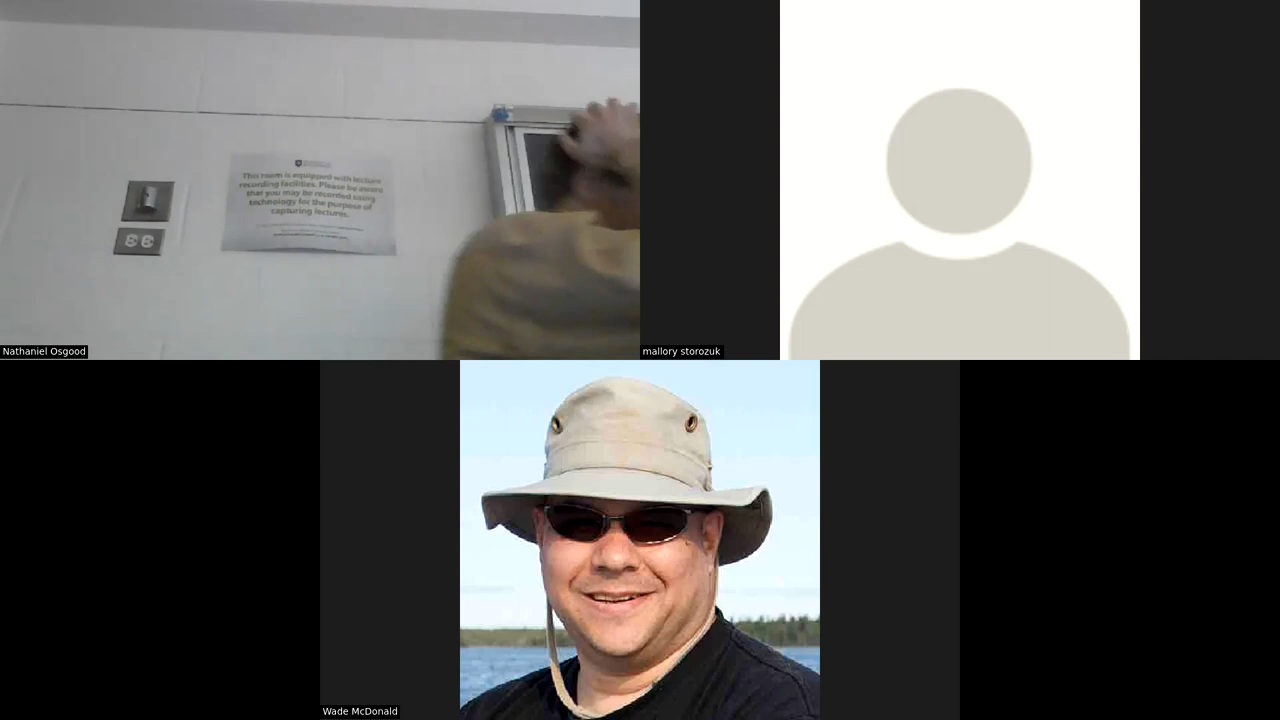 This room is equipped with lecture
recording facilities. Please be aware
that you may be recorded using
technology for the purpose of
capturing lectures.
Nathaniel Osgood
mallory storozuk
Wade McDonald